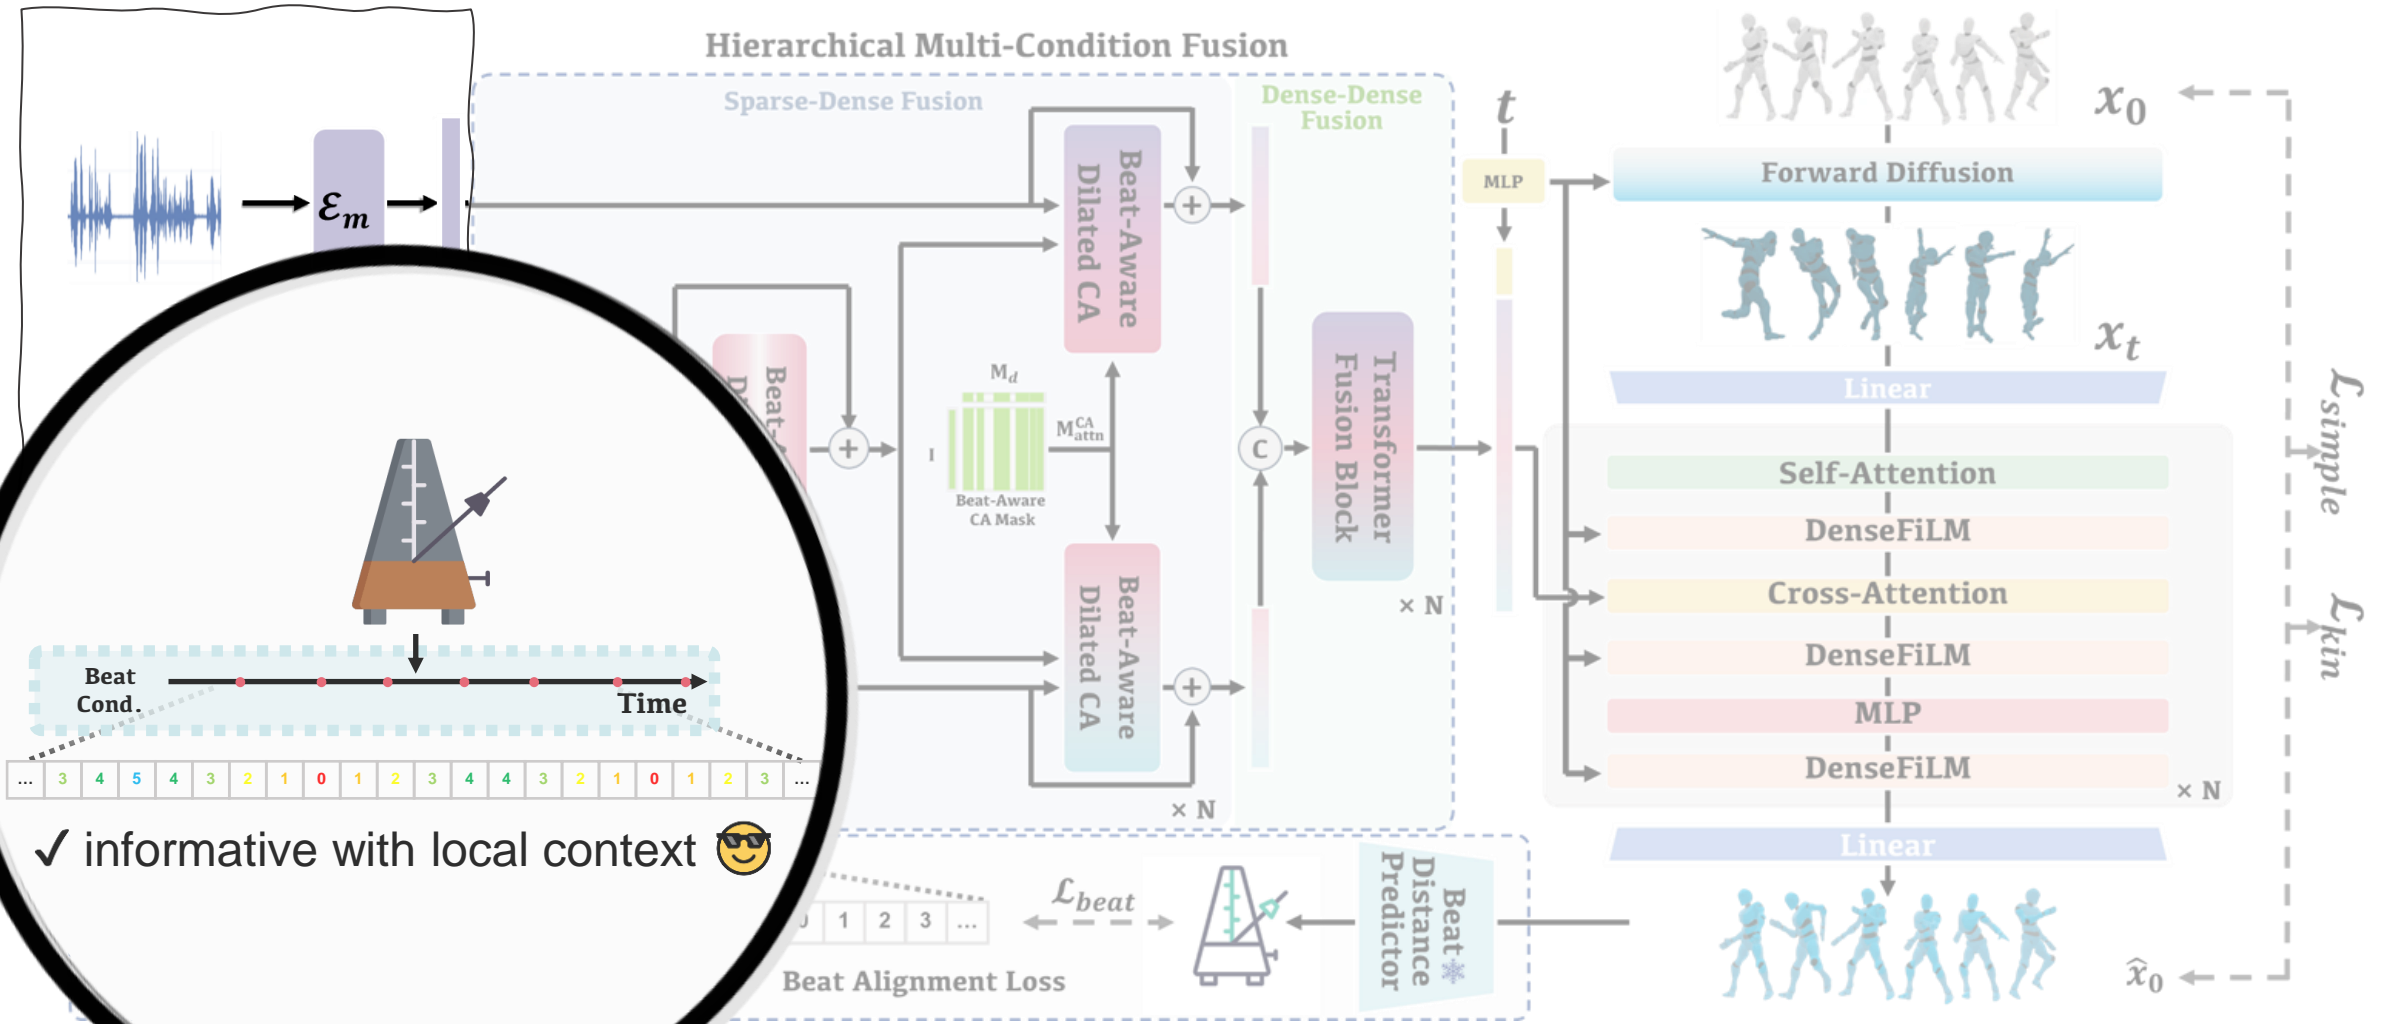 Hierarchical Multi-Condition Fusion
Sparse-Dense Fusion
Dense-Dense
Fusion
ℰm
Beat-Aware
Dilated CA
Md
I
MCAattn
Beat-Aware
CA Mask
Beat-Aware
Dilated CA
× N
C
Transformer
Fusion Block
× N
t
MLP
x0
Forward Diffusion
xt
Linear
Self-Attention
DenseFiLM
Cross-Attention
DenseFiLM
MLP
DenseFiLM
× N
Linear
x̂0
ℒsimple
ℒkin
Beat
Cond.
Time
... 3 4 5 4 3 2 1 0 1 2 3 4 4 3 2 1 0 1 2 3 ...
✓ informative with local context 😎
1 2 3 ...
ℒbeat
Beat Alignment Loss
Beat
Distance
Predictor